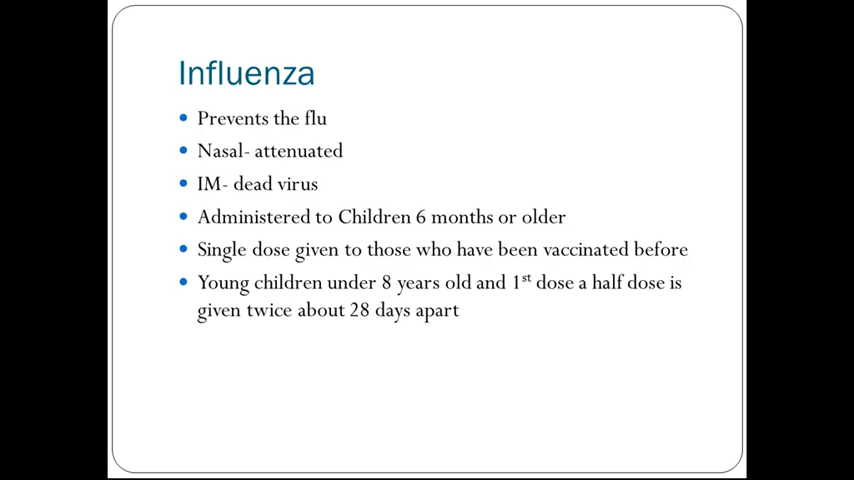 Influenza
• Prevents the flu
• Nasal- attenuated
• IM- dead virus
• Administered to Children 6 months or older
• Single dose given to those who have been vaccinated before
• Young children under 8 years old and 1st dose a half dose is
given twice about 28 days apart